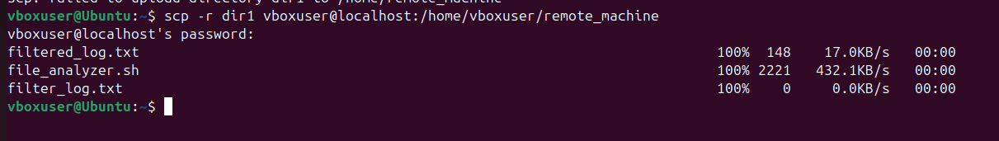 scp: failed to upload directory dir1 to /home/remote_machine
vboxuser@Ubuntu:~$ scp -r dir1 vboxuser@localhost:/home/vboxuser/remote_machine
vboxuser@localhost's password:
filtered_log.txt 100% 148 17.0KB/s 00:00
file_analyzer.sh 100% 2221 432.1KB/s 00:00
filter_log.txt 100% 0 0.0KB/s 00:00
vboxuser@Ubuntu:~$